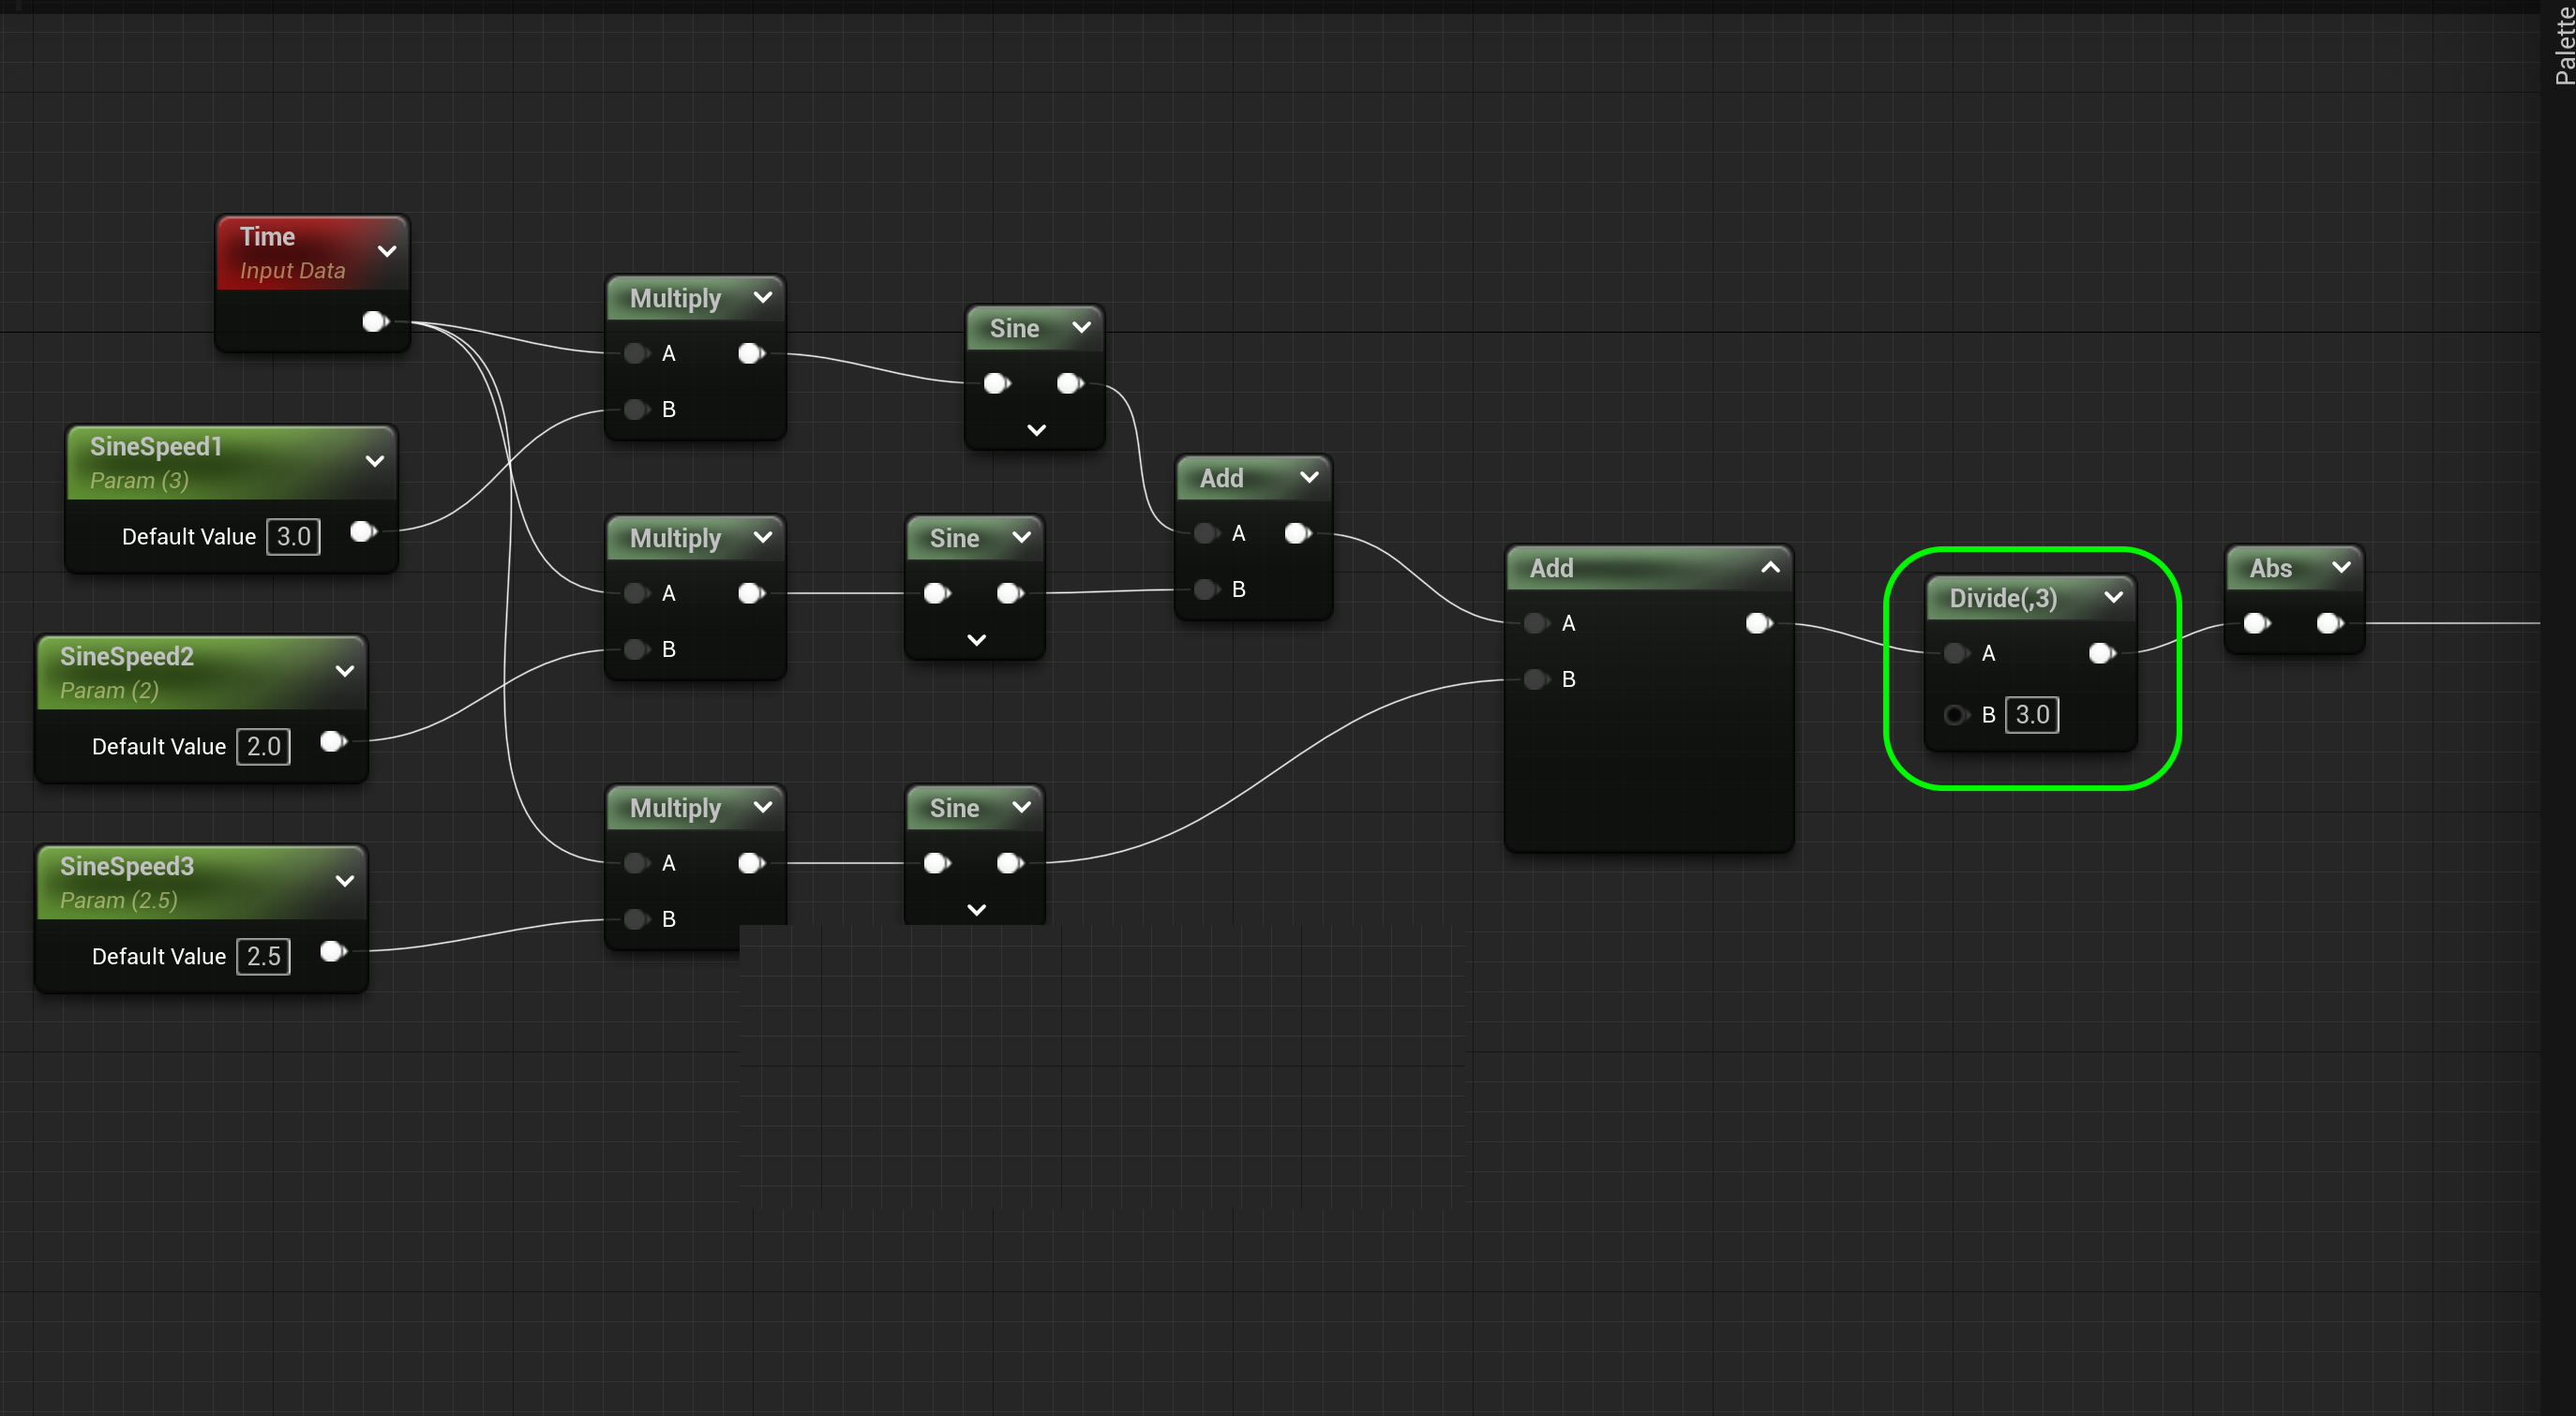 Palette
Time
Input Data
Multiply
A
B
Sine
SineSpeed1
Param (3)
Default Value 3.0
Add
A
B
Multiply
A
B
Sine
Add
A
B
Divide(,3)
A
B 3.0
Abs
SineSpeed2
Param (2)
Default Value 2.0
Multiply
A
B
Sine
SineSpeed3
Param (2.5)
Default Value 2.5